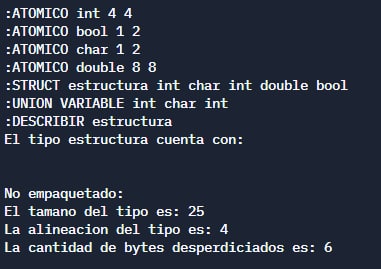 :ATOMICO int 4 4
:ATOMICO bool 1 2
:ATOMICO char 1 2
:ATOMICO double 8 8
:STRUCT estructura int char int double bool
:UNION VARIABLE int char int
:DESCRIBIR estructura
El tipo estructura cuenta con:
No empaquetado:
El tamano del tipo es: 25
La alineacion del tipo es: 4
La cantidad de bytes desperdiciados es: 6